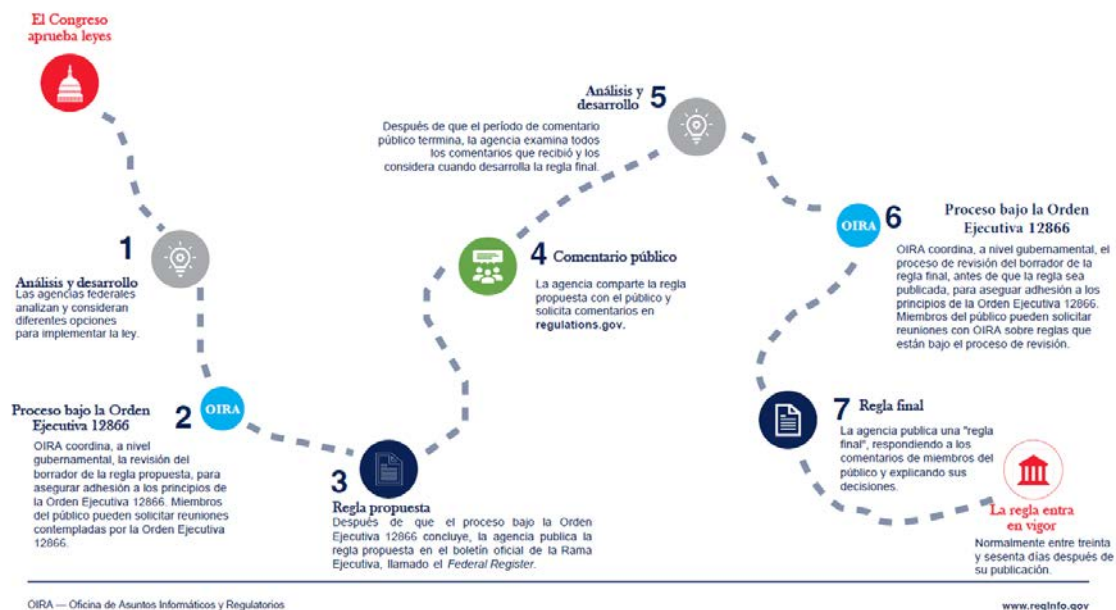 El Congreso
aprueba leyes
1
Análisis y desarrollo
Las agencias federales
analizan y consideran
diferentes opciones
para implementar la ley.
Proceso bajo la Orden
Ejecutiva 12866
2
OIRA
OIRA coordina, a nivel
gubernamental, la revisión del
borrador de la regla propuesta, para
asegurar adhesión a los principios de
la Orden Ejecutiva 12866. Miembros
del público pueden solicitar reuniones
contempladas por la Orden Ejecutiva
12866.
3
Regla propuesta
Después de que el proceso bajo la Orden
Ejecutiva 12866 concluye, la agencia publica la
regla propuesta en el boletín oficial de la Rama
Ejecutiva, llamado el Federal Register.
4 Comentario público
La agencia comparte la regla
propuesta con el público y
solicita comentarios en
regulations.gov.
Análisis y
desarrollo
5
Después de que el período de comentario
público termmina, la agencia examina todos
los comentarios que recibió y los
considera cuando desarrolla la regla final.
OIRA
6
Proceso bajo la Orden
Ejecutiva 12866
OIRA coordina, a nivel gubernamental, el
proceso de revisión del borrador de la
regla final, antes de que la regla sea
publicada, para aseguar adhesión a los
principios de la Orden Ejecutiva 12866.
Miembros del público pueden solicitar
reuniones con OIRA sobre reglas que
están bajo el proceso de revisión.
7 Regla final
La agencia publica una "regla
final", respondiendo a los
comentarios de miembros del
público y explicando sus
decisiones.
La regla entra
en vigor
Normalmente entre treinta
y sesenta días después de
su publicación.
OIRA — Oficina de Asuntos Informáticos y Regulatorios
www.reginfo.gov